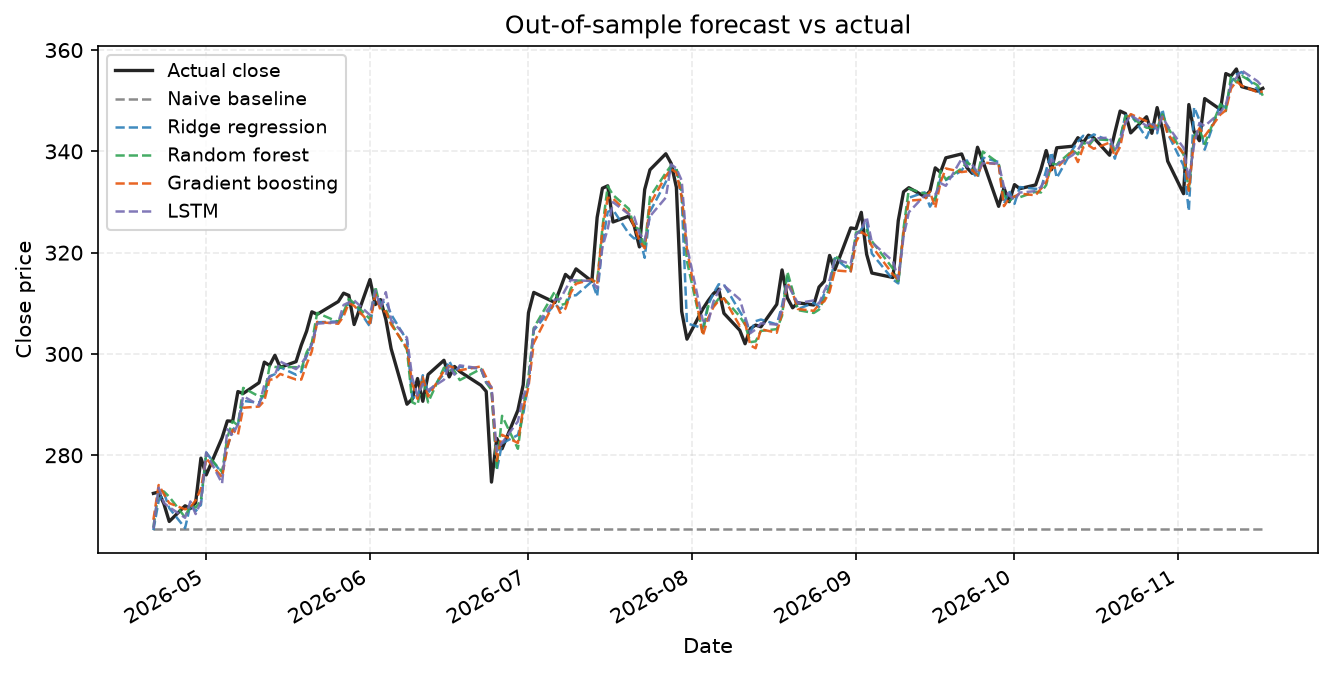 Out-of-sample forecast vs actual
Actual close
Naive baseline
Ridge regression
Random forest
Gradient boosting
LSTM
Close price
360
340
320
300
280
2026-05
2026-06
2026-07
2026-08
2026-09
2026-10
2026-11
Date